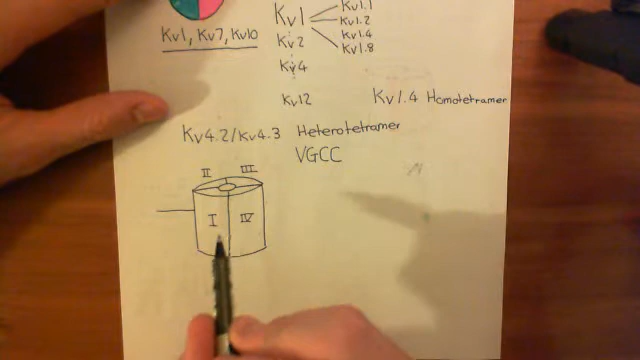 Kv1, Kv7, Kv10
Kv1
Kv1.1
Kv1.2
Kv1.4
Kv1.8
Kv2
Kv4
Kv12
Kv1.4 Homotetramer
Kv4.2/Kv4.3 Heterotetramer
VGCC
II III
I IV